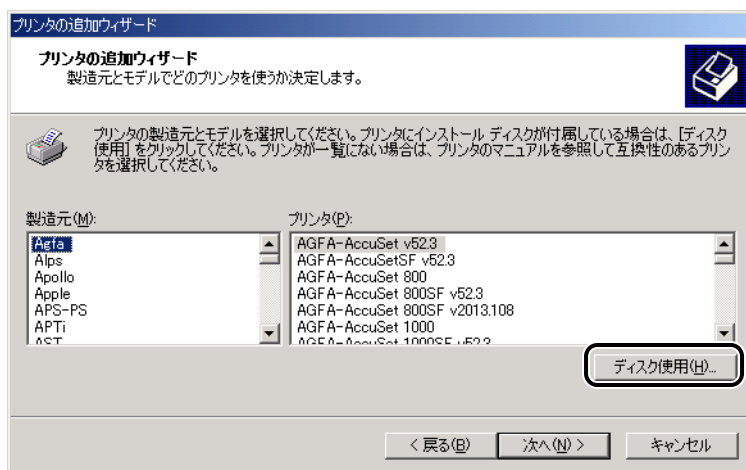 プリンタの追加ウィザード
プリンタの追加ウィザード
製造元とモデルでどのプリンタを使うか決定します。
プリンタの製造元とモデルを選択してください。プリンタにインストール ディスクが付属している場合は、[ディスク
使用] をクリックしてください。プリンタが一覧にない場合は、プリンタのマニュアルを参照して互換性のあるプリン
タを選択してください。
製造元(M):
プリンタ(P):
Agfa
Alps
Apollo
Apple
APS-PS
APTi
AST
AGFA-AccuSet v52.3
AGFA-AccuSetSF v52.3
AGFA-AccuSet 800
AGFA-AccuSet 800SF v52.3
AGFA-AccuSet 800SF v2013.108
AGFA-AccuSet 1000
AGFA-AccuSet 1000SF v52.3
ディスク使用(H)...
< 戻る(B)
次へ(N) >
キャンセル